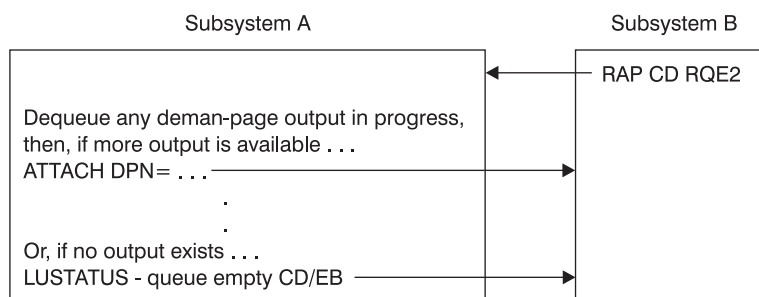 Subsystem A
Subsystem B
RAP CD RQE2
Dequeue any deman-page output in progress,
then, if more output is available . . .
ATTACH DPN= . . .
.
.
Or, if no output exists . . .
LUSTATUS - queue empty CD/EB